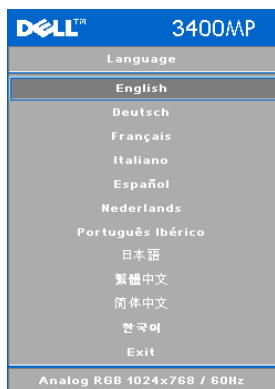 DELL™ 3400MP
Language
English
Deutsch
Français
Italiano
Español
Nederlands
Português Ibérico
日本語
繁體中文
简体中文
한국어
Exit
Analog RGB 1024x768 / 60Hz